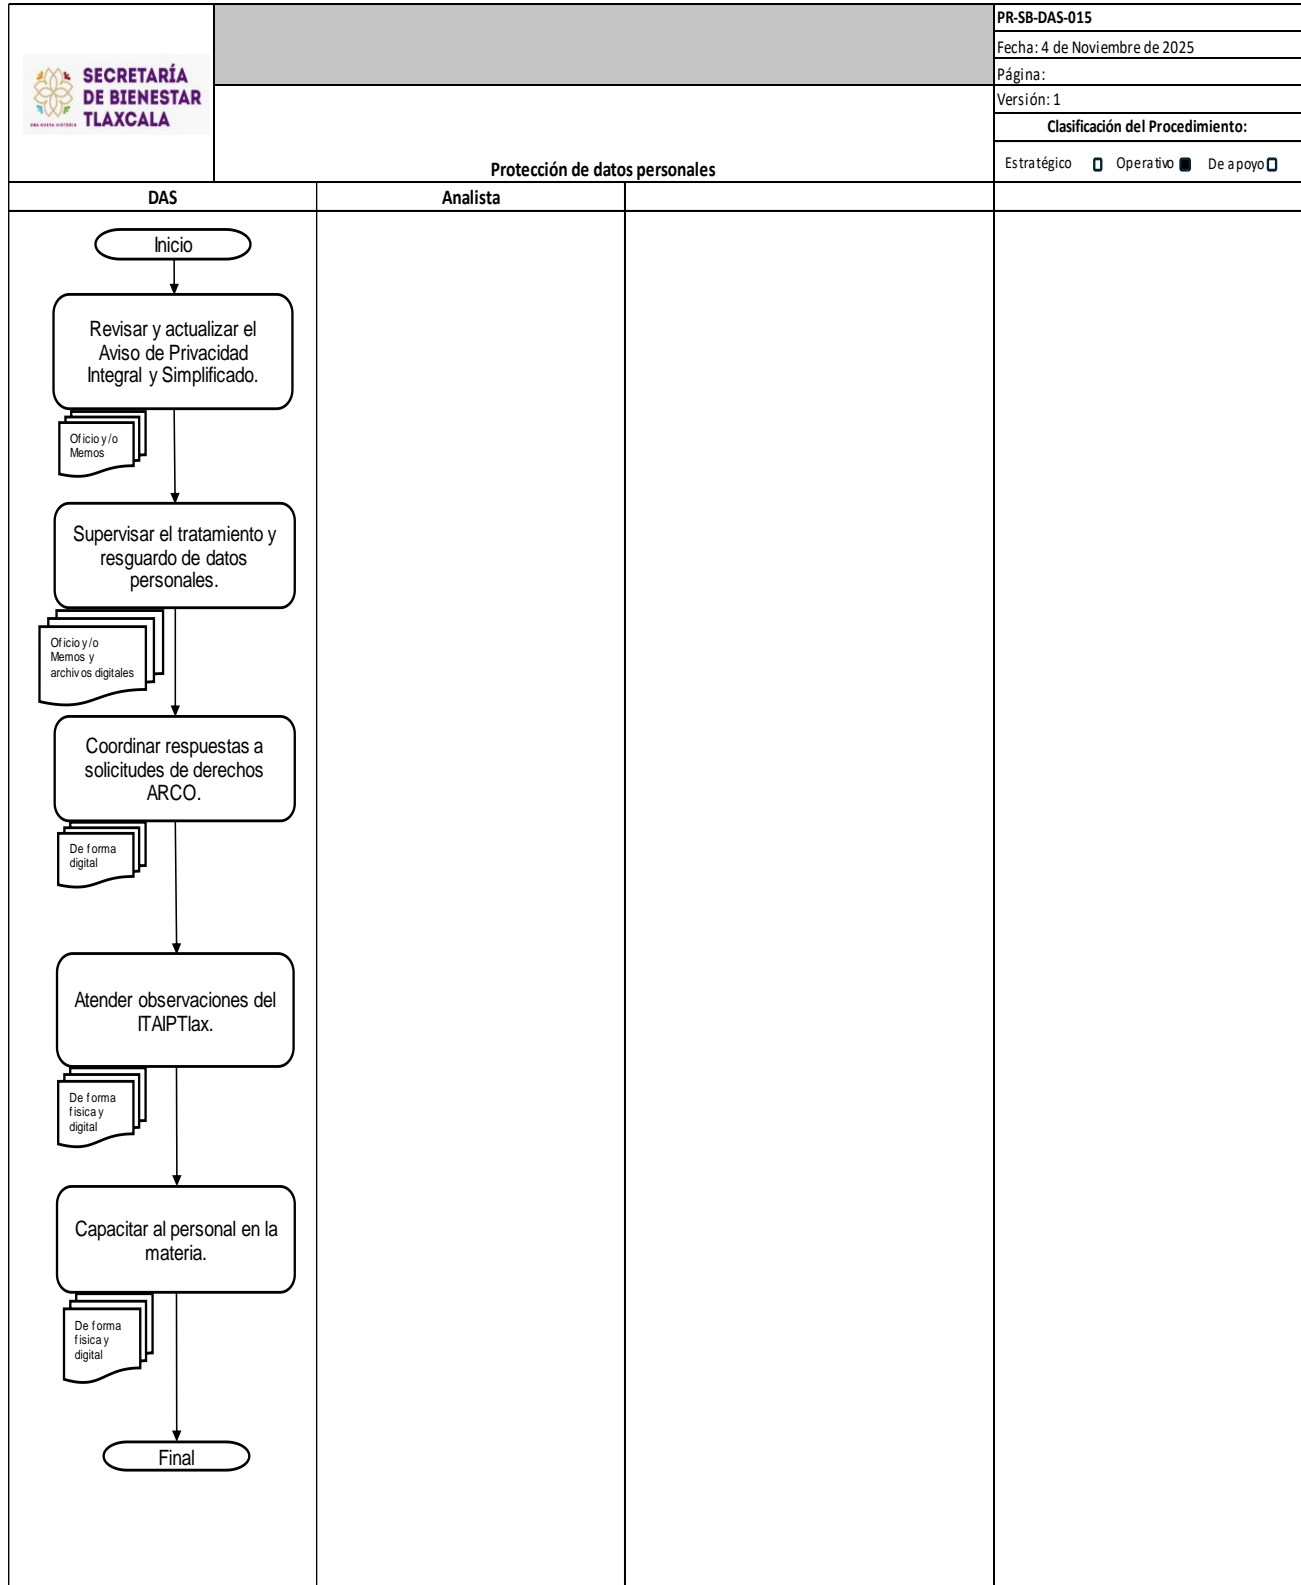 SECRETARÍA
DE BIENESTAR
TLAXCALA
UNA NUEVA HISTORIA
PR-SB-DAS-015
Fecha: 4 de Noviembre de 2025
Página:
Versión: 1
Clasificación del Procedimiento:
Estratégico Operativo De apoyo
Protección de datos personales
DAS Analista
Inicio
Revisar y actualizar el
Aviso de Privacidad
Integral y Simplificado.
Oficio y/o
Memos
Supervisar el tratamiento y
resguardo de datos
personales.
Oficio y/o
Memos y
archivos digitales
Coordinar respuestas a
solicitudes de derechos
ARCO.
De forma
digital
Atender observaciones del
ITAIPTlax.
De forma
fisica y
digital
Capacitar al personal en la
materia.
De forma
fisica y
digital
Final